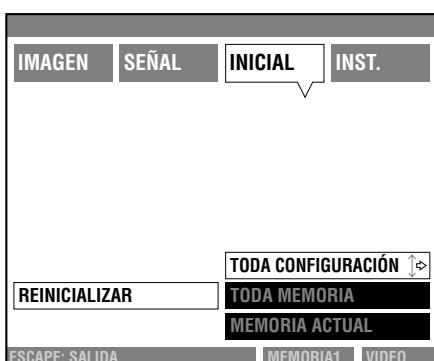 IMAGEN SEÑAL INICIAL INST.
TODA CONFIGURACIÓN
REINICIALIZAR TODA MEMORIA
MEMORIA ACTUAL
ESCAPE: SALIDA MEMORIA1 VIDEO